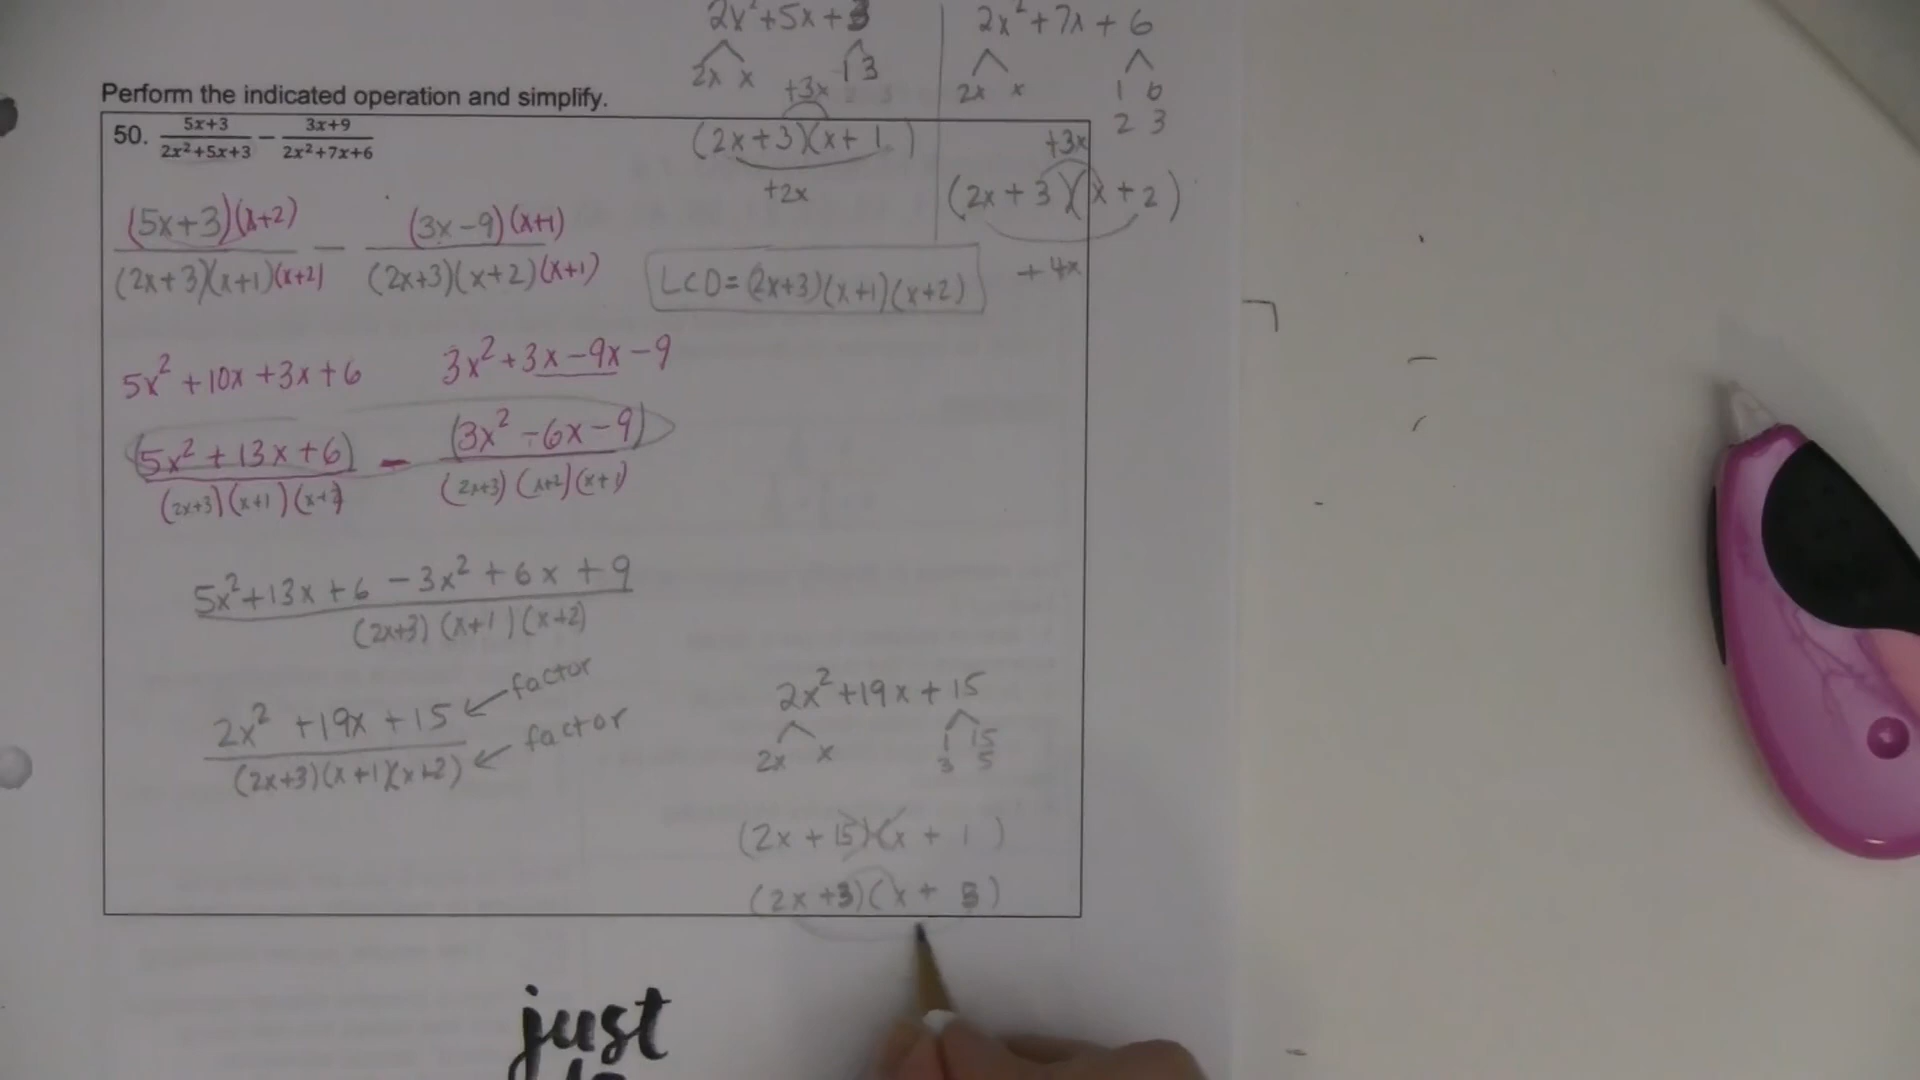 2x²+5x+3
2x x 1 3
+3x
(2x+3)(x+1)
+2x
2x²+7x+6
2x x 1 6
2 3
+3x
(2x+3)(x+2)
+4x
Perform the indicated operation and simplify.
50. (5x+3)/(2x²+5x+3) − (3x+9)/(2x²+7x+6)
(5x+3)(x+2) − (3x−9)(x+1)
(2x+3)(x+1)(x+2) (2x+3)(x+2)(x+1)
LCD=(2x+3)(x+1)(x+2)
5x²+10x+3x+6 3x²+3x−9x−9
(5x²+13x+6) − (3x²−6x−9)
(2x+3)(x+1)(x+2) (2x+3)(x+2)(x+1)
5x²+13x+6−3x²+6x+9
(2x+3)(x+1)(x+2)
2x²+19x+15 ← factor
(2x+3)(x+1)(x+2) ← factor
2x²+19x+15
2x x 1 15
3 5
(2x+15)(x+1)
(2x+3)(x+5)
just